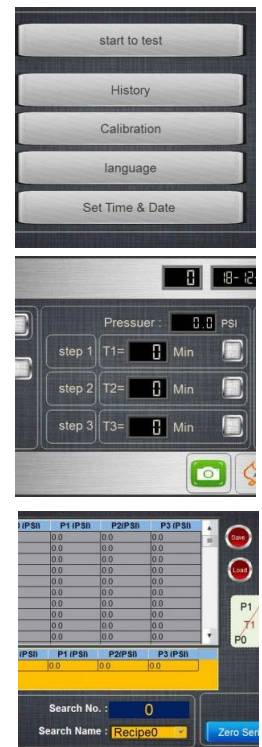 start to test
History
Calibration
language
Set Time & Date
0 18-12-
Pressuer : 0.0 PSI
step 1 T1= 0 Min
step 2 T2= 0 Min
step 3 T3= 0 Min
(PSI) P1 (PSI) P2(PSI) P3 (PSI)
0.0 0.0 0.0
0.0 0.0 0.0
0.0 0.0 0.0
0.0 0.0 0.0
0.0 0.0 0.0
0.0 0.0 0.0
0.0 0.0 0.0
0.0 0.0 0.0
0.0 0.0 0.0
0.0 0.0 0.0
Save
Load
P1
T1
P0
(PSI) P1 (PSI) P2(PSI) P3 (PSI)
0.0 0.0 0.0
Search No. : 0
Search Name : Recipe0
Zero Seri